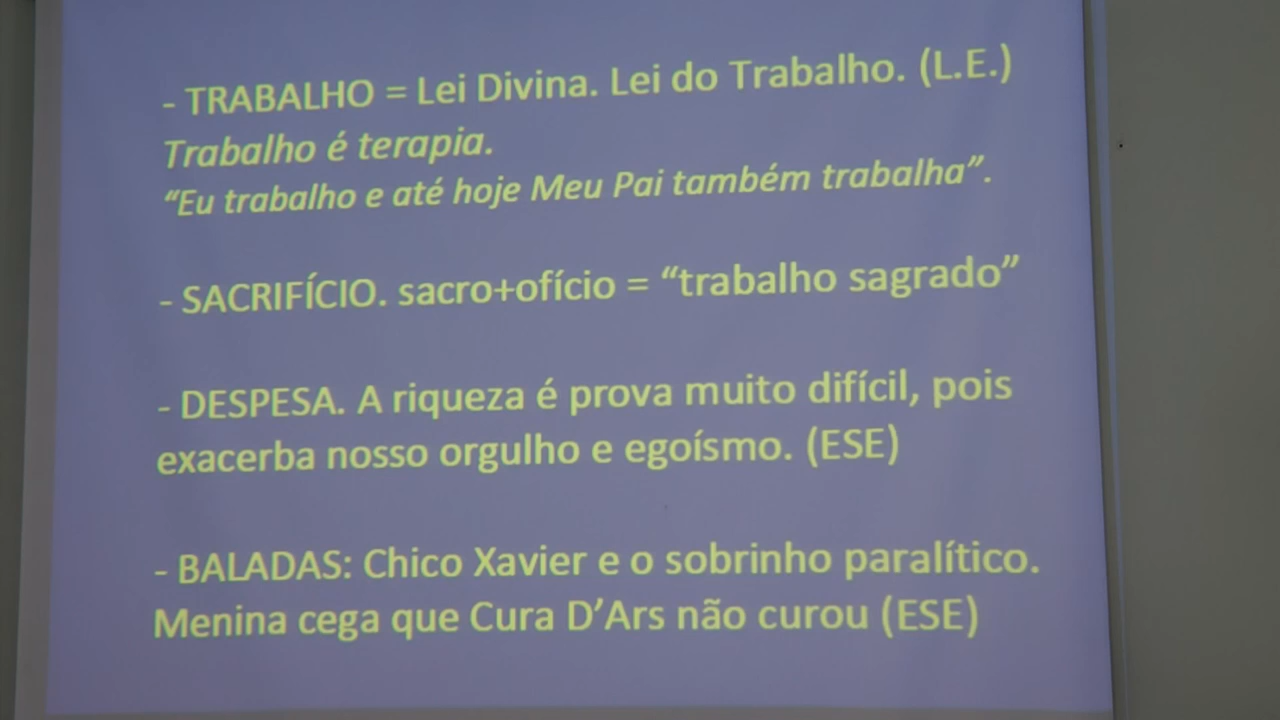 - TRABALHO = Lei Divina. Lei do Trabalho. (L.E.)
Trabalho é terapia.
“Eu trabalho e até hoje Meu Pai também trabalha”.
- SACRIFÍCIO. sacro+ofício = “trabalho sagrado”
- DESPESA. A riqueza é prova muito difícil, pois
exacerba nosso orgulho e egoísmo. (ESE)
- BALADAS: Chico Xavier e o sobrinho paralítico.
Menina cega que Cura D’Ars não curou (ESE)